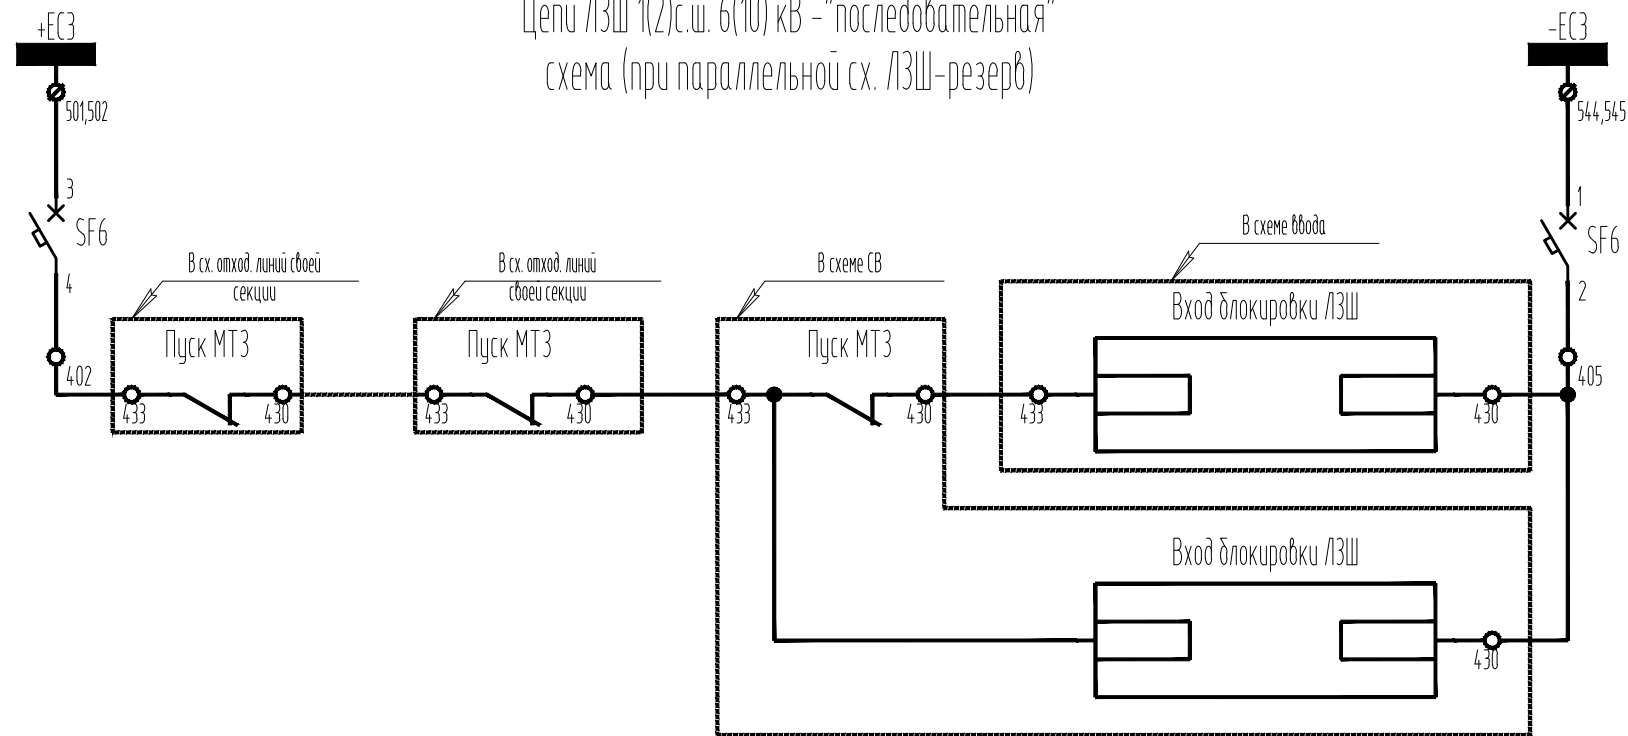 Цепи ЛЗШ 1(2)с.ш. 6(10) кВ -"последовательная"
схема (при параллельной сх. ЛЗШ-резерв)
+ЕС3
-ЕС3
501,502
544,545
3
SF6
4
402
1
SF6
2
405
В сх. отход. линий своей
секции
В сх. отход. линий
своей секции
В схеме СВ
В схеме ввода
Пуск МТЗ
433
430
Пуск МТЗ
433
430
Пуск МТЗ
433
430
Вход блокировки ЛЗШ
433
430
Вход блокировки ЛЗШ
430